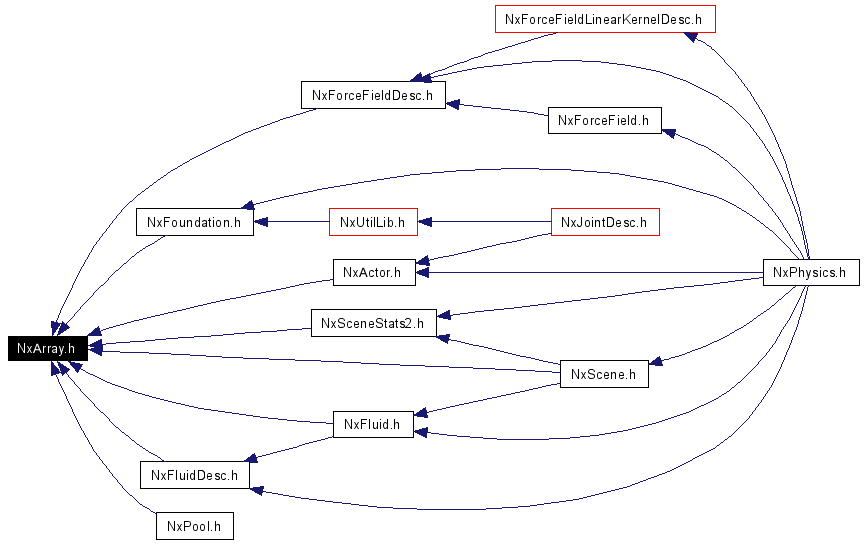 NxForceFieldLinearKernelDesc.h
NxForceFieldDesc.h
NxForceField.h
NxFoundation.h
NxUtilLib.h
NxJointDesc.h
NxActor.h
NxPhysics.h
NxSceneStats2.h
NxArray.h
NxScene.h
NxFluid.h
NxFluidDesc.h
NxPool.h